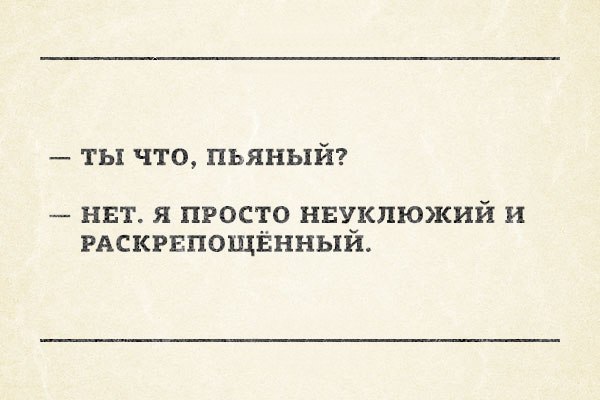 — ТЫ ЧТО, ПЬЯНЫЙ?
— НЕТ. Я ПРОСТО НЕУКЛЮЖИЙ И
РАСКРЕПОЩЁННЫЙ.